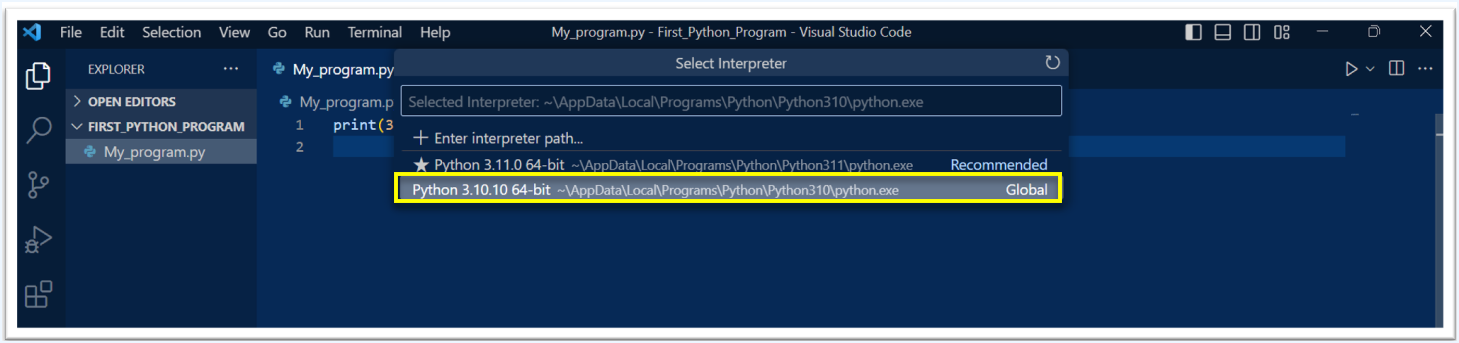 File Edit Selection View Go Run Terminal Help My_program.py - First_Python_Program - Visual Studio Code
EXPLORER
OPEN EDITORS
FIRST_PYTHON_PROGRAM
My_program.py
My_program.py
My_program.p
1 print(3
2
Select Interpreter
Selected Interpreter: ~\AppData\Local\Programs\Python\Python310\python.exe
+ Enter interpreter path...
★ Python 3.11.0 64-bit ~\AppData\Local\Programs\Python\Python311\python.exe Recommended
Python 3.10.10 64-bit ~\AppData\Local\Programs\Python\Python310\python.exe Global